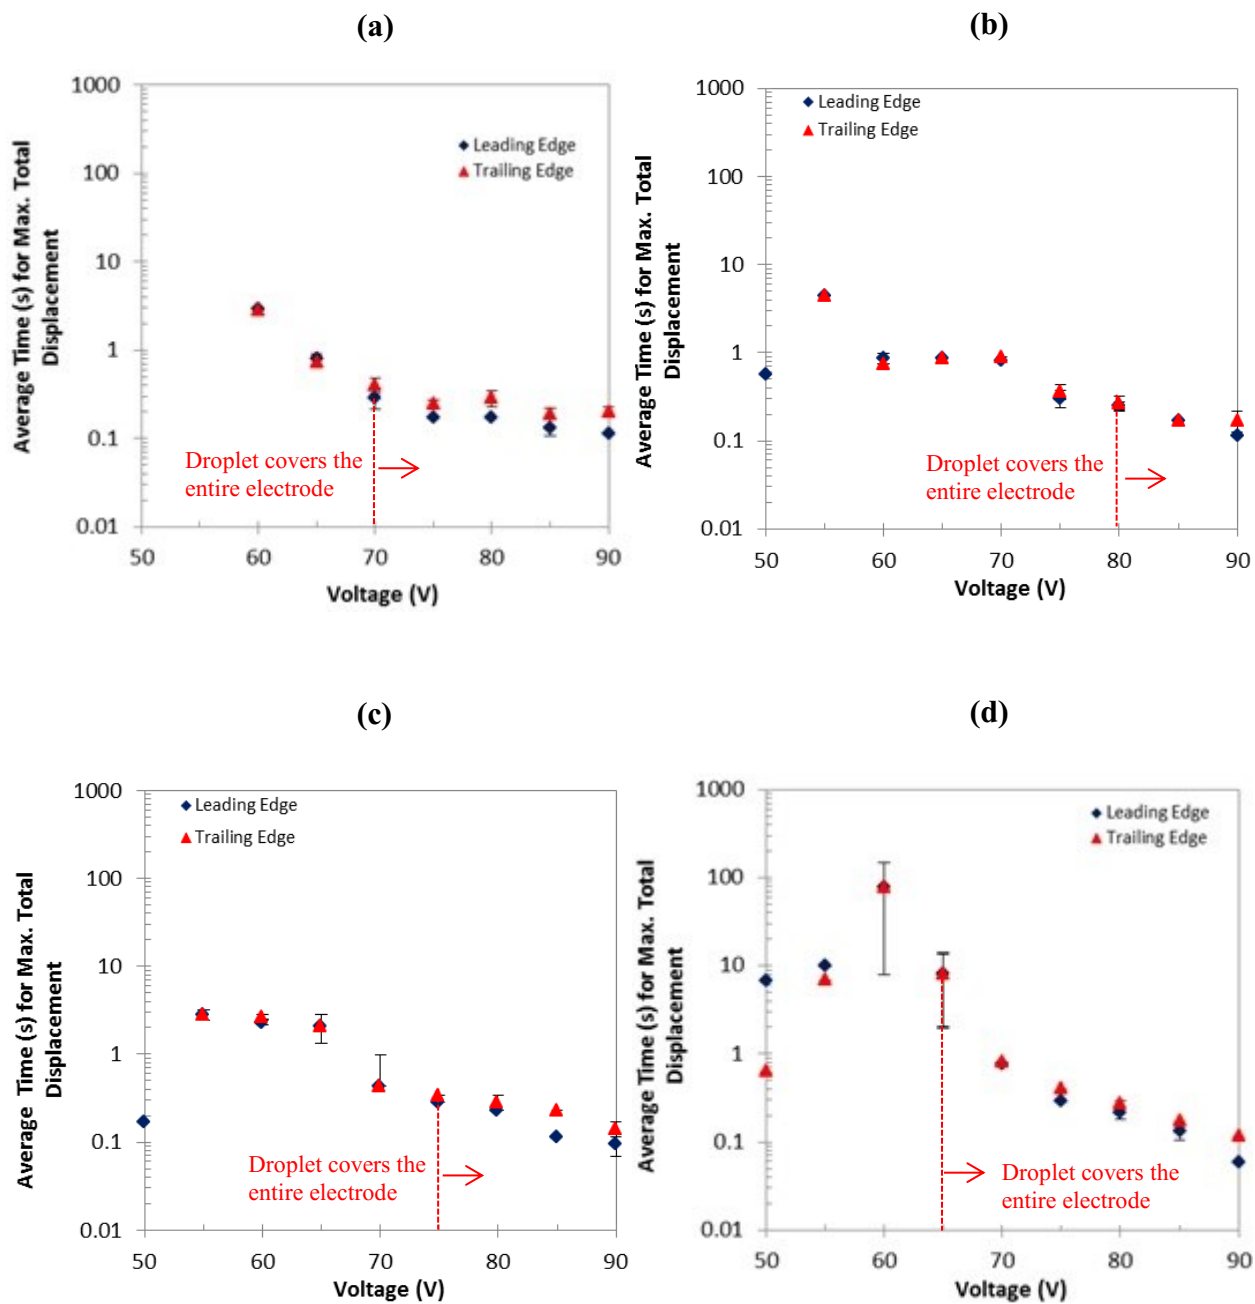 (a)
1000
100
10
1
0.1
0.01
Average Time (s) for Max. Total
Displacement
Leading Edge
Trailing Edge
Droplet covers the
entire electrode
50 60 70 80 90
Voltage (V)
(b)
1000
100
10
1
0.1
0.01
Average Time (s) for Max. Total
Displacement
Leading Edge
Trailing Edge
Droplet covers the
entire electrode
50 60 70 80 90
Voltage (V)
(c)
1000
100
10
1
0.1
0.01
Average Time (s) for Max. Total
Displacement
Leading Edge
Trailing Edge
Droplet covers the
entire electrode
50 60 70 80 90
Voltage (V)
(d)
1000
100
10
1
0.1
0.01
Average Time (s) for Max. Total
Displacement
Leading Edge
Trailing Edge
Droplet covers the
entire electrode
50 60 70 80 90
Voltage (V)